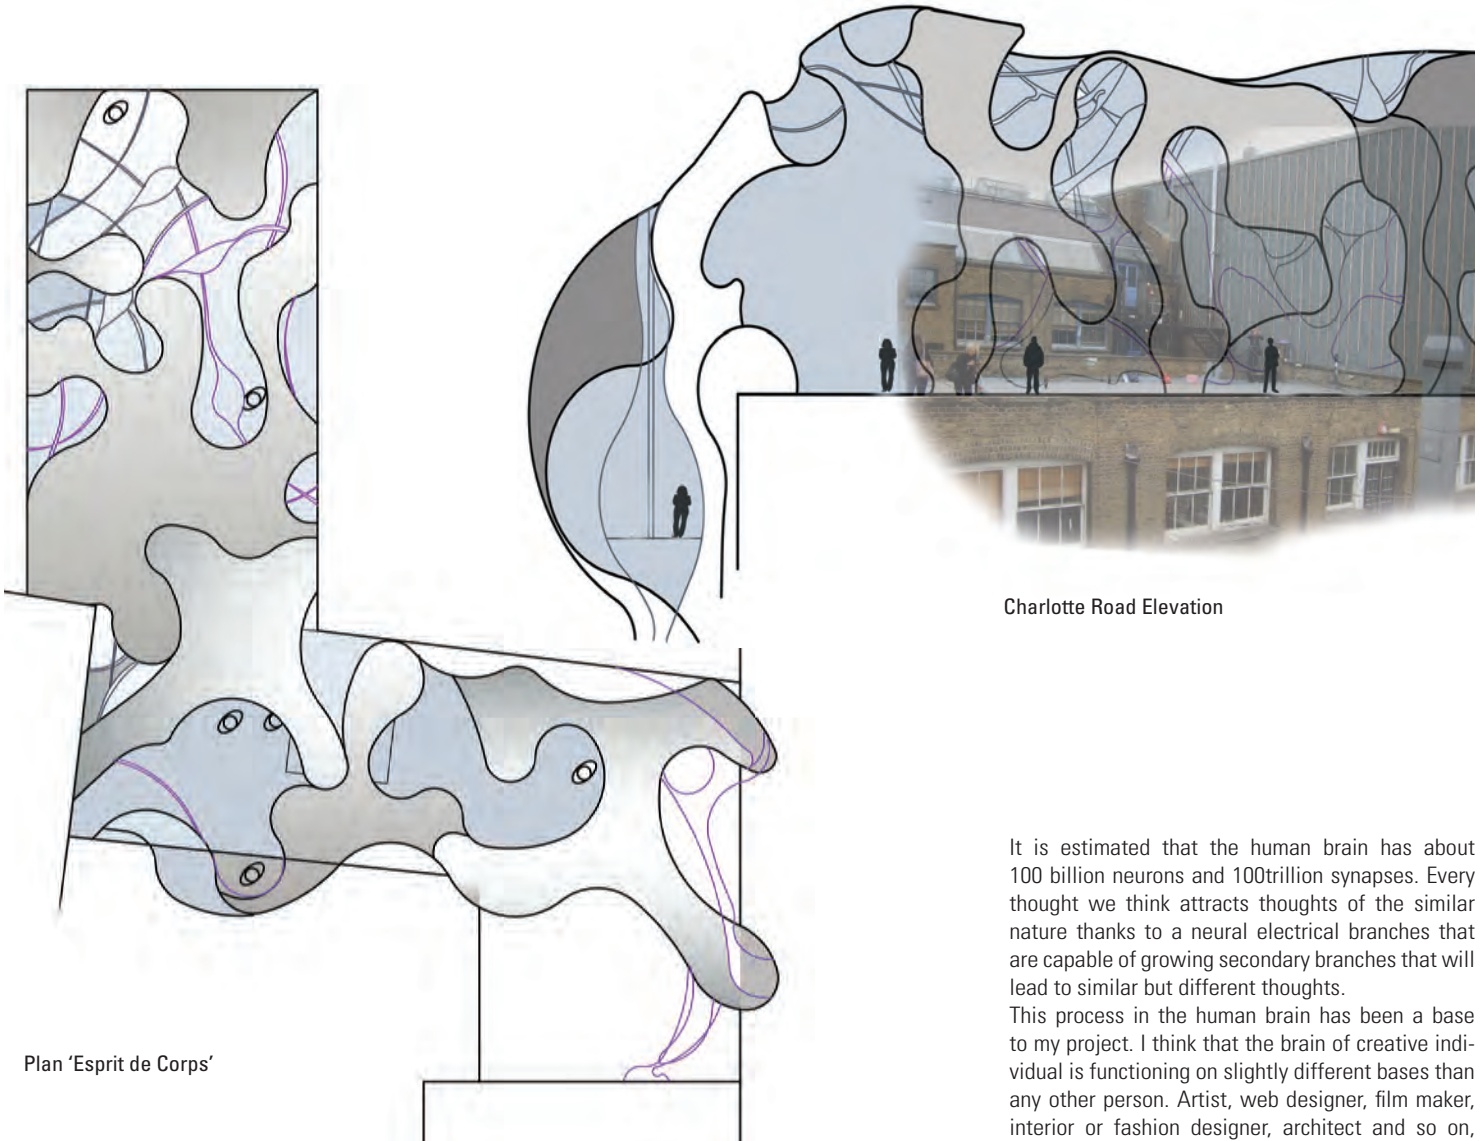 Charlotte Road Elevation
It is estimated that the human brain has about
100 billion neurons and 100trillion synapses. Every
thought we think attracts thoughts of the similar
nature thanks to a neural electrical branches that
are capable of growing secondary branches that will
lead to similar but different thoughts.
This process in the human brain has been a base
to my project. I think that the brain of creative indi-
vidual is functioning on slightly different bases than
any other person. Artist, web designer, film maker,
interior or fashion designer, architect and so on,
Plan ‘Esprit de Corps’